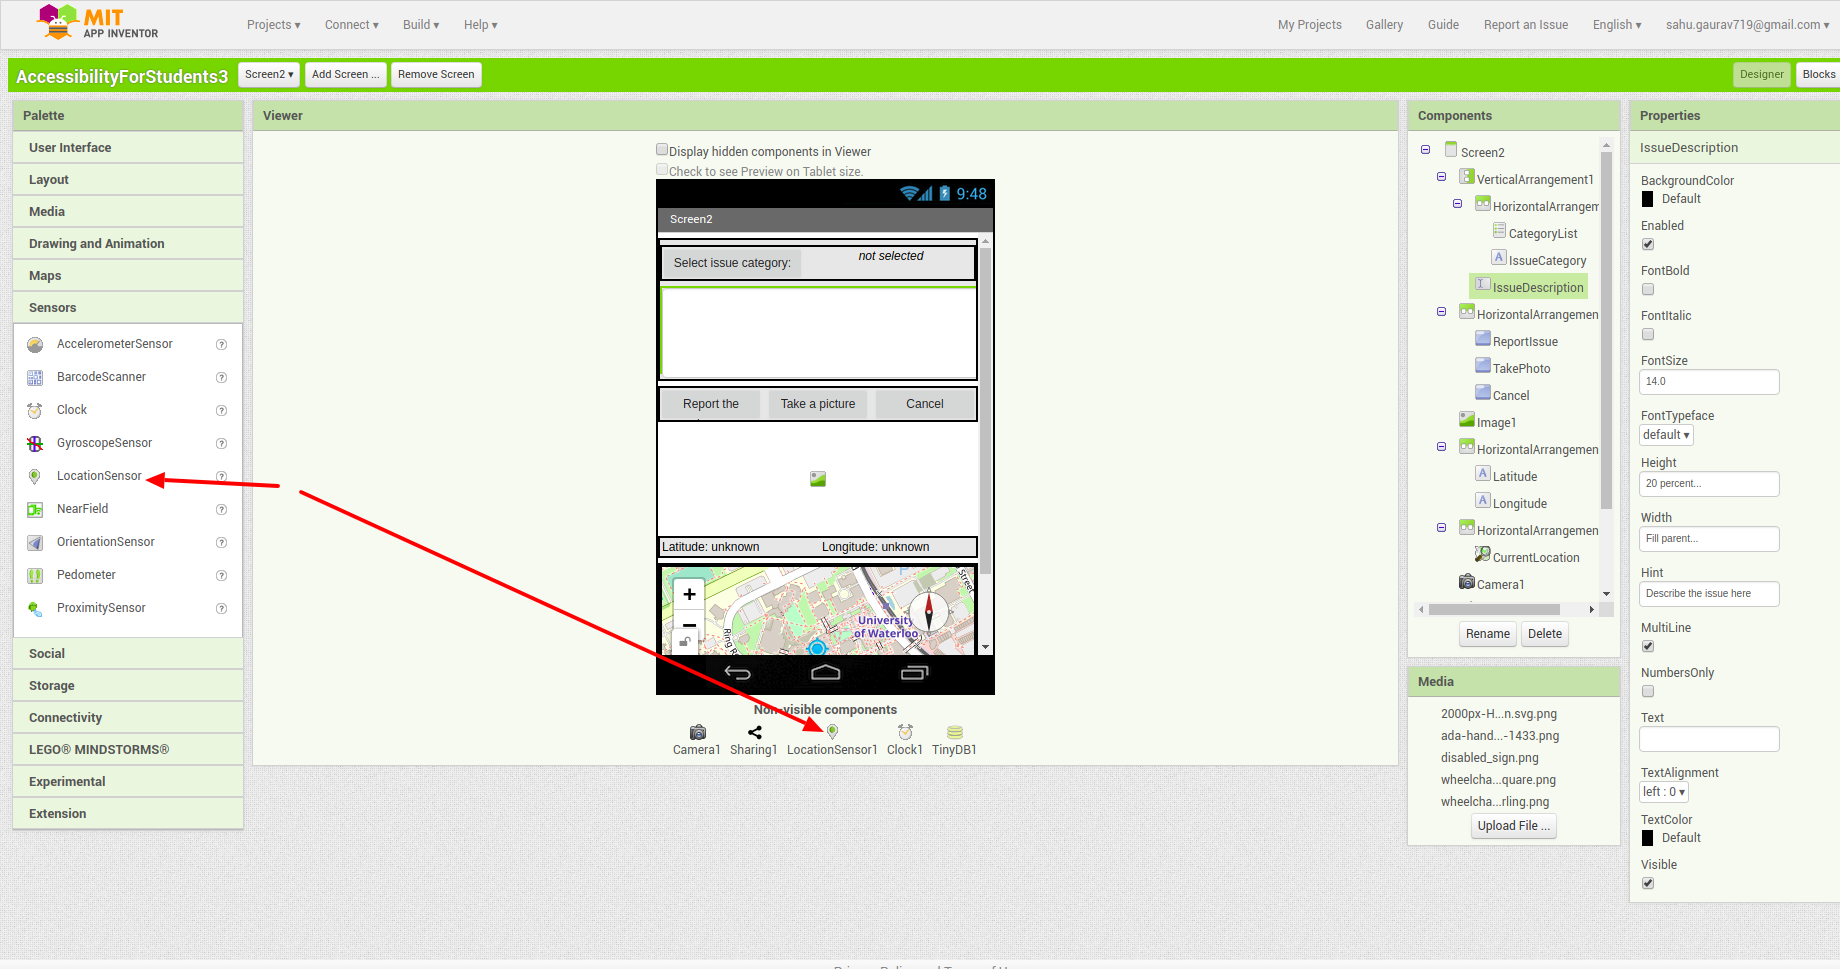 MIT
APP INVENTOR
Projects ▾ Connect ▾ Build ▾ Help ▾ My Projects Gallery Guide Report an Issue English ▾ sahu.gaurav719@gmail.com ▾
AccessibilityForStudents3 Screen2 ▾ Add Screen ... Remove Screen Designer Blocks
Palette
User Interface
Layout
Media
Drawing and Animation
Maps
Sensors
AccelerometerSensor ?
BarcodeScanner ?
Clock ?
GyroscopeSensor ?
LocationSensor ?
NearField ?
OrientationSensor ?
Pedometer ?
ProximitySensor ?
Social
Storage
Connectivity
LEGO® MINDSTORMS®
Experimental
Extension
Viewer
Display hidden components in Viewer
Check to see Preview on Tablet size.
9:48
Screen2
Select issue category: not selected
Report the Take a picture Cancel
Latitude: unknown Longitude: unknown
+
−
Ring
Street
P
University
of Waterloo
Non-visible components
Camera1 Sharing1 LocationSensor1 Clock1 TinyDB1
Components
Screen2
VerticalArrangement1
HorizontalArrangem
CategoryList
A IssueCategory
IssueDescription
HorizontalArrangemen
ReportIssue
TakePhoto
Cancel
Image1
HorizontalArrangemen
A Latitude
A Longitude
HorizontalArrangemen
CurrentLocation
Camera1
Rename Delete
Media
2000px-H...n.svg.png
ada-hand...-1433.png
disabled_sign.png
wheelcha...quare.png
wheelcha...rling.png
Upload File ...
Properties
IssueDescription
BackgroundColor
Default
Enabled
FontBold
FontItalic
FontSize
14.0
FontTypeface
default ▾
Height
20 percent...
Width
Fill parent...
Hint
Describe the issue here
MultiLine
NumbersOnly
Text
TextAlignment
left : 0 ▾
TextColor
Default
Visible